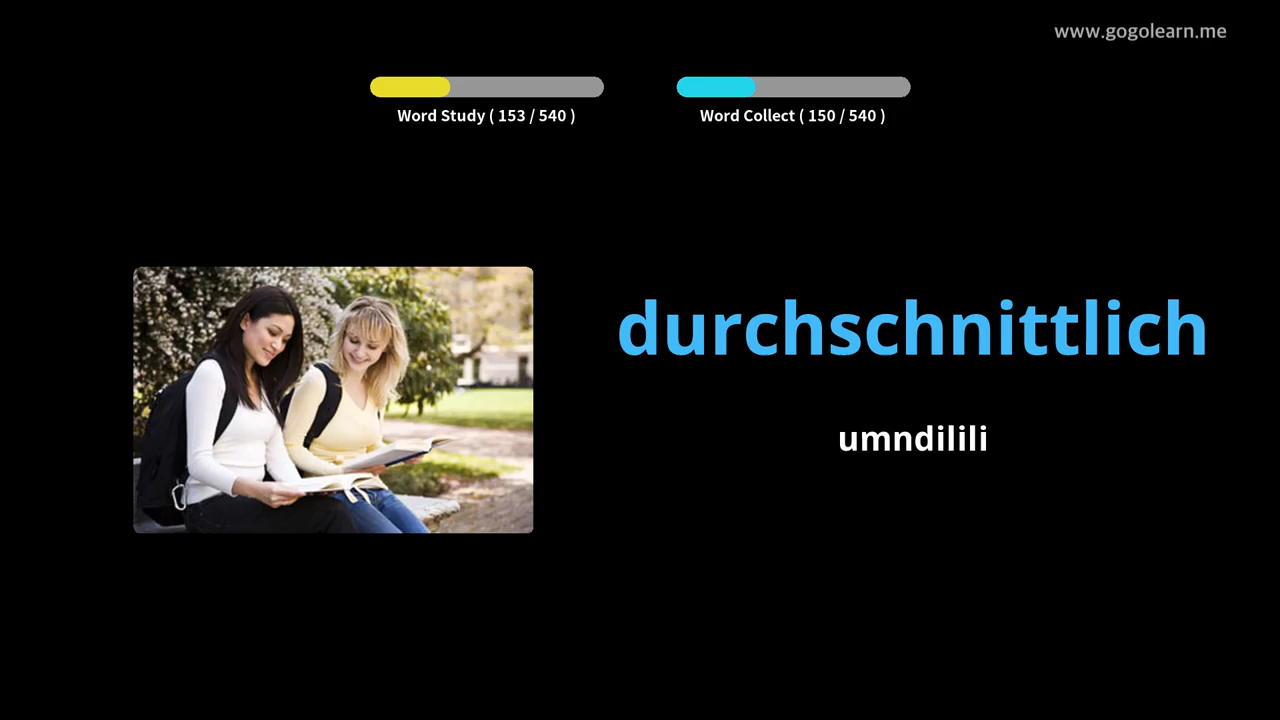 www.gogolearn.me
Word Study ( 153 / 540 )
Word Collect ( 150 / 540 )
durchschnittlich
umndilili